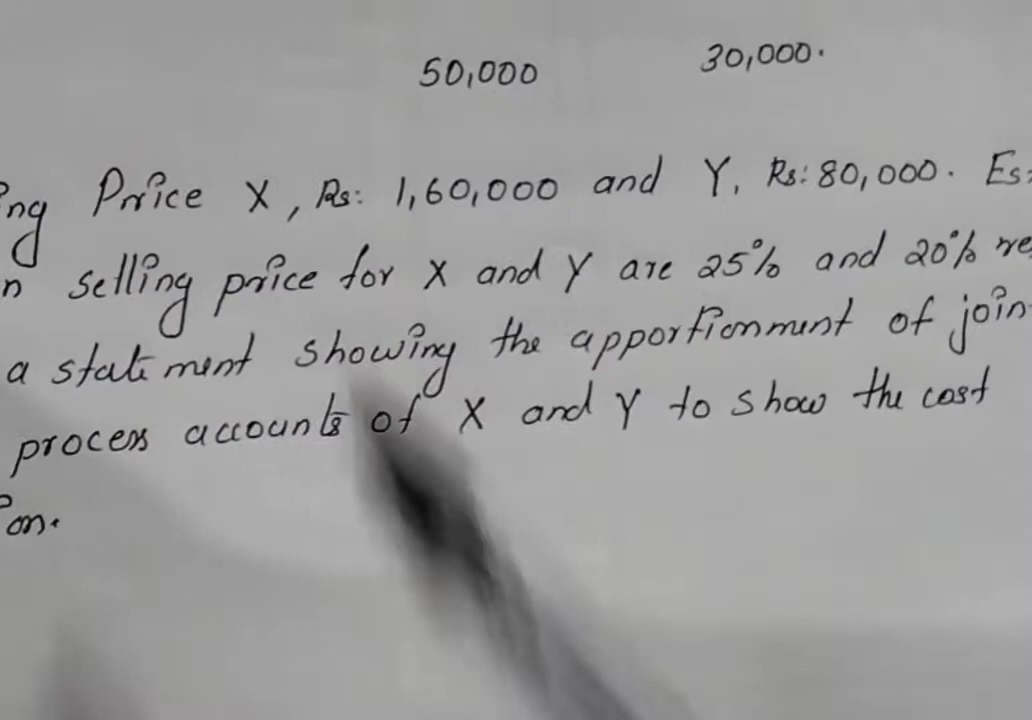 50,000 30,000.
ing Price X, Rs: 1,60,000 and Y, Rs: 80,000. Es
n selling price for X and Y are 25% and 20% re
a statement showing the apportionment of join
process accounts of X and Y to show the cost
on.